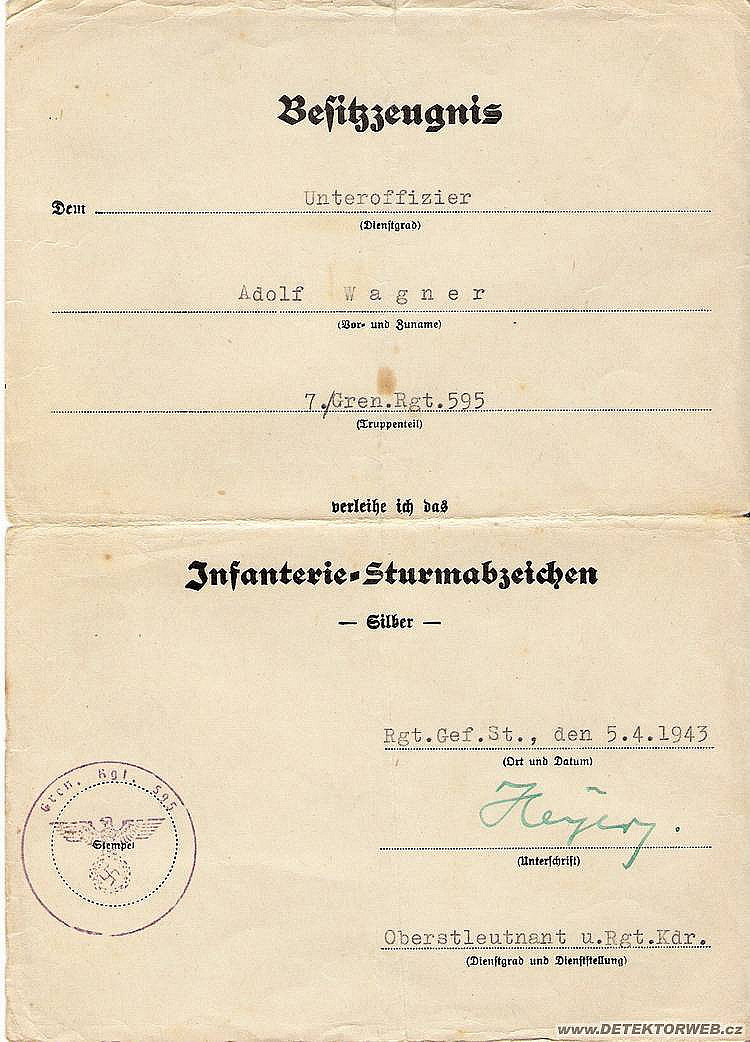 Besitzzeugnis
Dem Unteroffizier
(Dienstgrad)
Adolf Wagner
(Vor- und Zuname)
7./Gren.Rgt.595
(Truppenteil)
verleihe ich das
Infanterie-Sturmabzeichen
— Silber —
Rgt.Gef.St., den 5.4.1943
(Ort und Datum)
Gren. Rgt. 595
Stempel
(Unterschrift)
Oberstleutnant u.Rgt.Kdr.
(Dienstgrad und Dienststellung)
www.DETEKTORWEB.cz